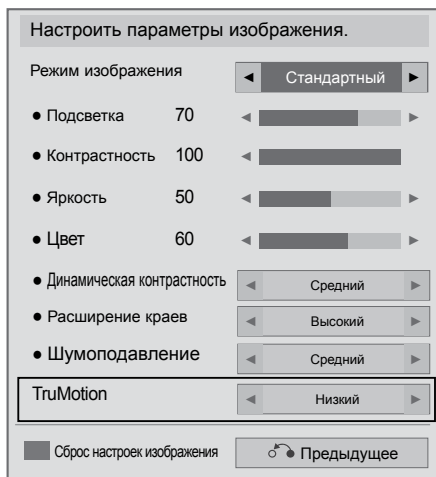 Настроить параметры изображения.
Режим изображения ◄ Стандартный ►
● Подсветка 70 ◄ ►
● Контрастность 100 ◄
● Яркость 50 ◄ ►
● Цвет 60 ◄ ►
● Динамическая контрастность ◄ Средний ►
● Расширение краев ◄ Высокий ►
● Шумоподавление ◄ Средний ►
TruMotion ◄ Низкий ►
Сброс настроек изображения Предыдущее